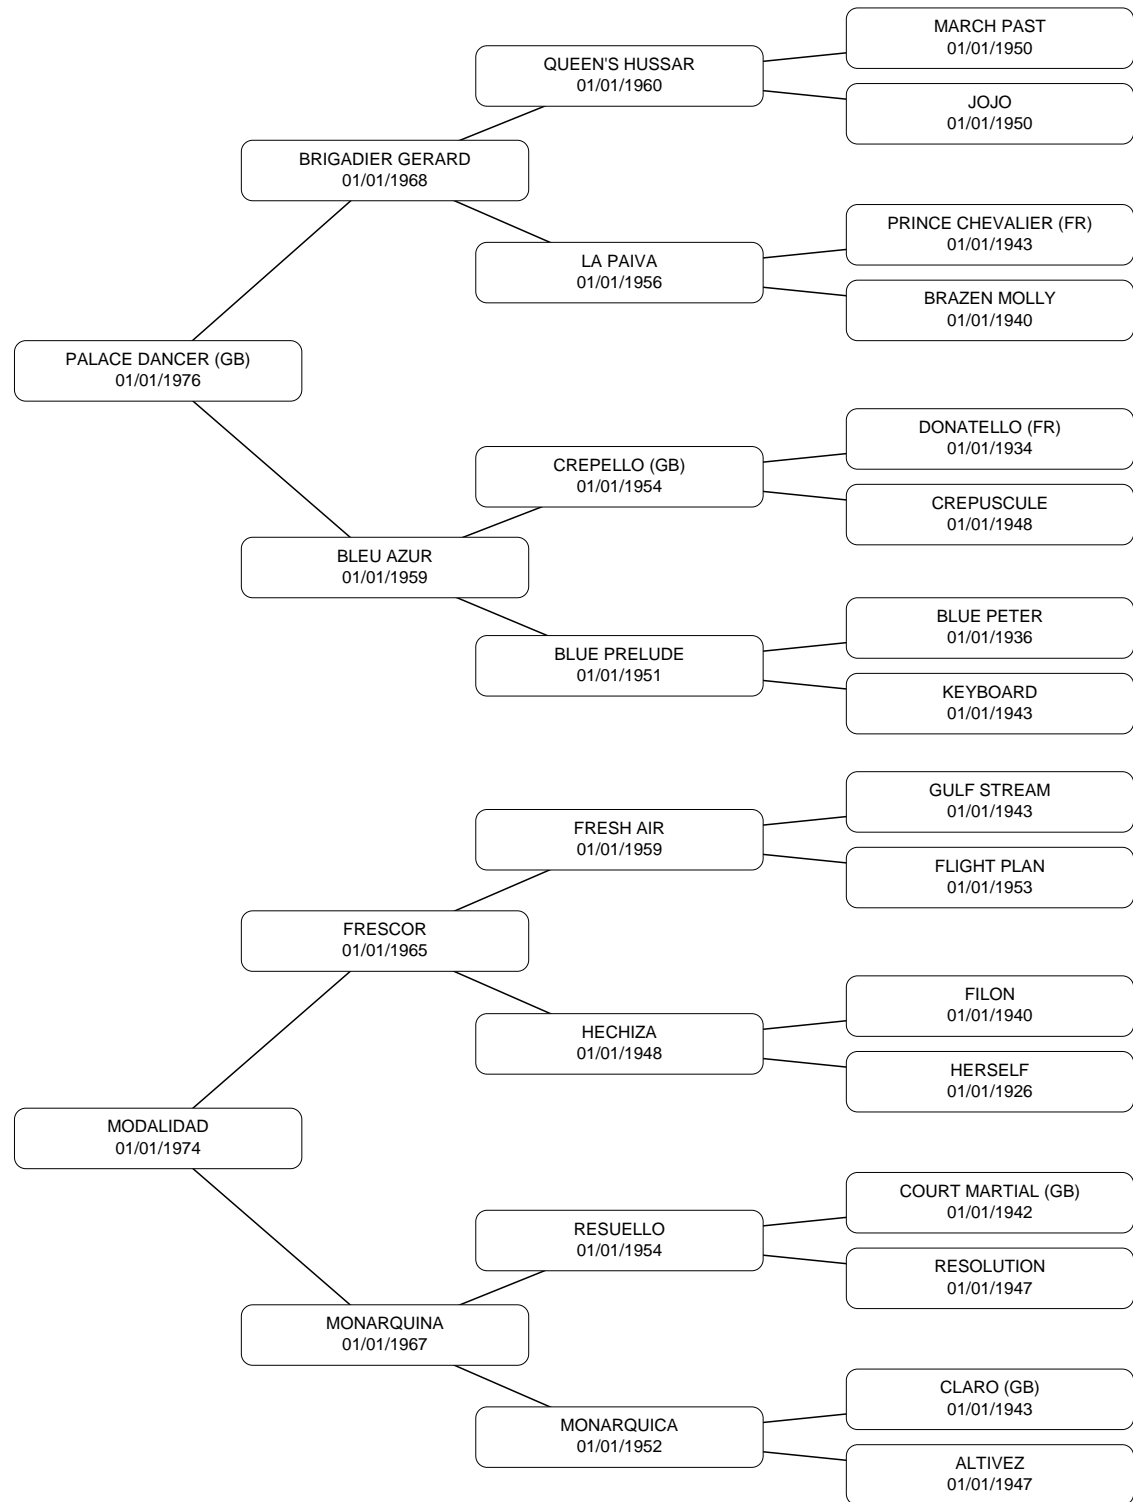 MARCH PAST
01/01/1950
QUEEN'S HUSSAR
01/01/1960
JOJO
01/01/1950
BRIGADIER GERARD
01/01/1968
PRINCE CHEVALIER (FR)
01/01/1943
LA PAIVA
01/01/1956
BRAZEN MOLLY
01/01/1940
PALACE DANCER (GB)
01/01/1976
DONATELLO (FR)
01/01/1934
CREPELLO (GB)
01/01/1954
CREPUSCULE
01/01/1948
BLEU AZUR
01/01/1959
BLUE PETER
01/01/1936
BLUE PRELUDE
01/01/1951
KEYBOARD
01/01/1943
GULF STREAM
01/01/1943
FRESH AIR
01/01/1959
FLIGHT PLAN
01/01/1953
FRESCOR
01/01/1965
FILON
01/01/1940
HECHIZA
01/01/1948
HERSELF
01/01/1926
MODALIDAD
01/01/1974
COURT MARTIAL (GB)
01/01/1942
RESUELLO
01/01/1954
RESOLUTION
01/01/1947
MONARQUINA
01/01/1967
CLARO (GB)
01/01/1943
MONARQUICA
01/01/1952
ALTIVEZ
01/01/1947